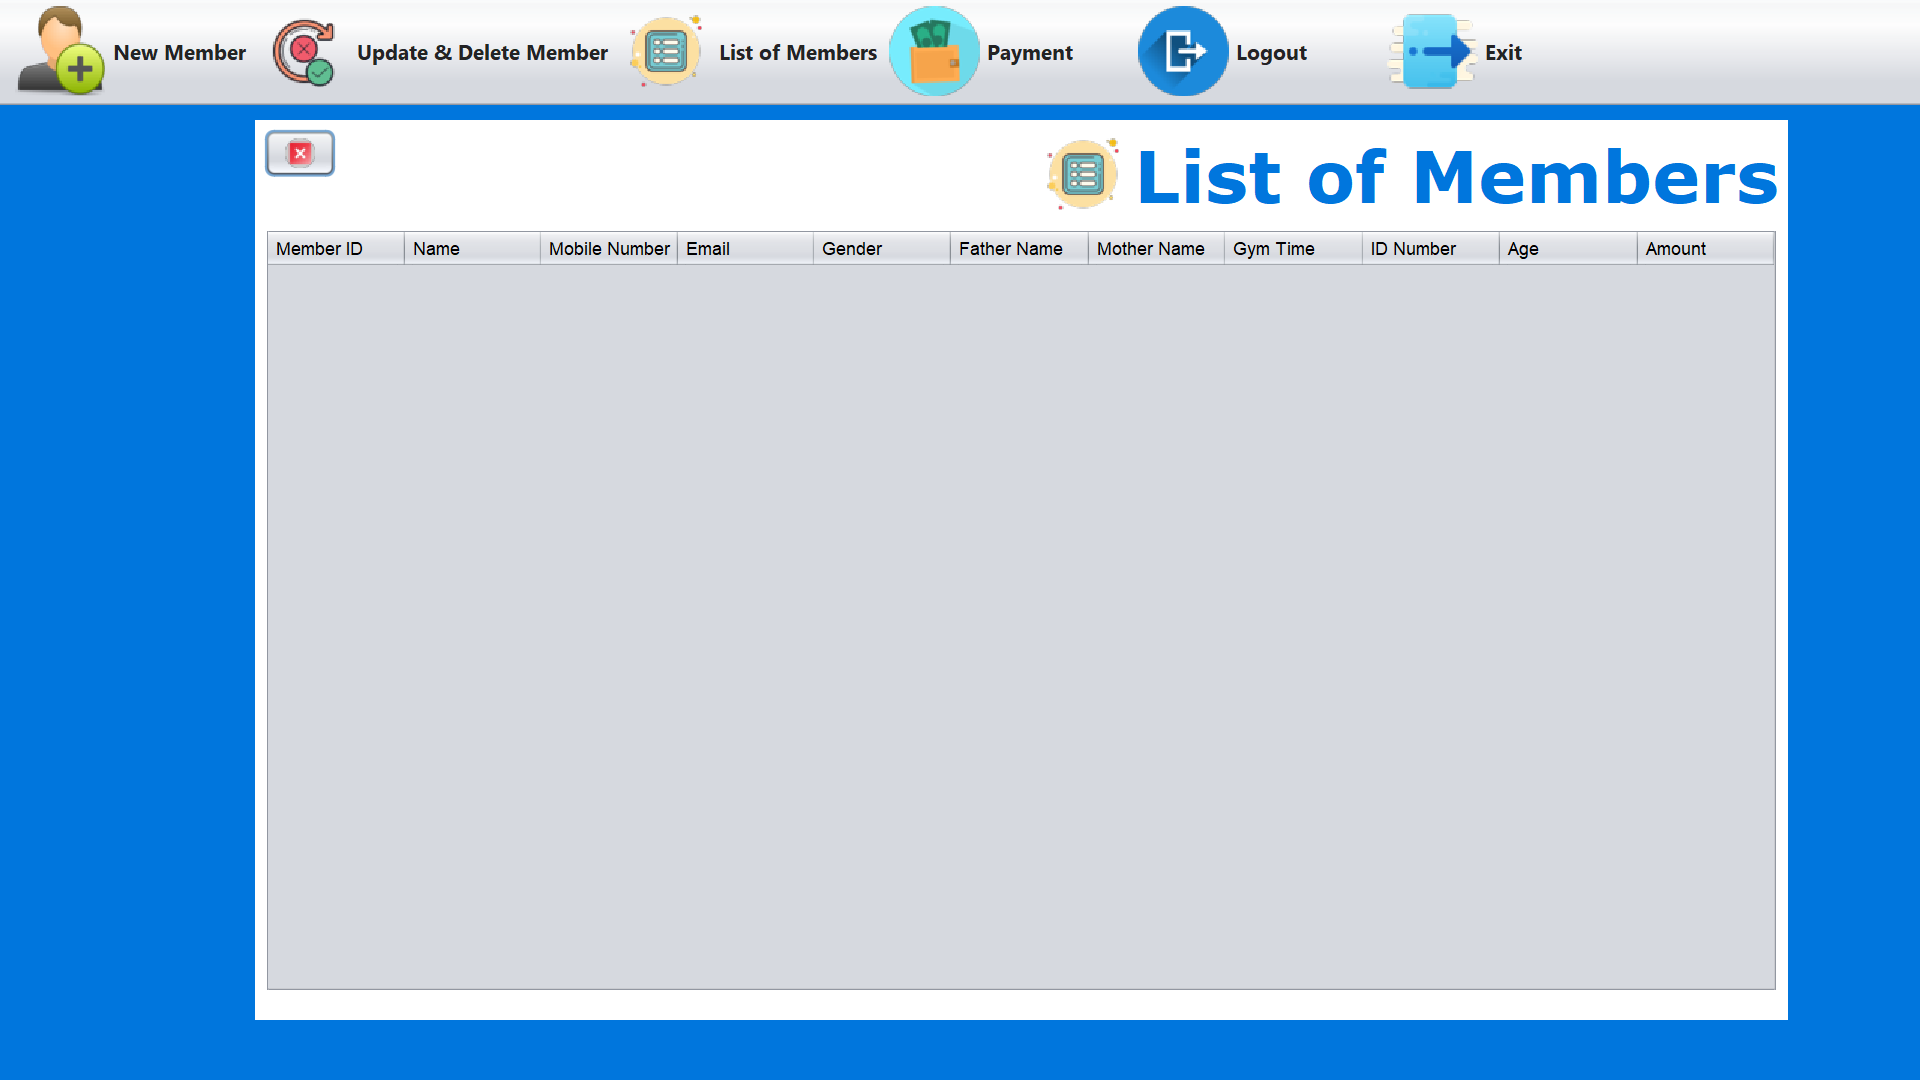 New Member Update & Delete Member List of Members Payment Logout Exit
List of Members
Member ID Name Mobile Number Email Gender Father Name Mother Name Gym Time ID Number Age Amount